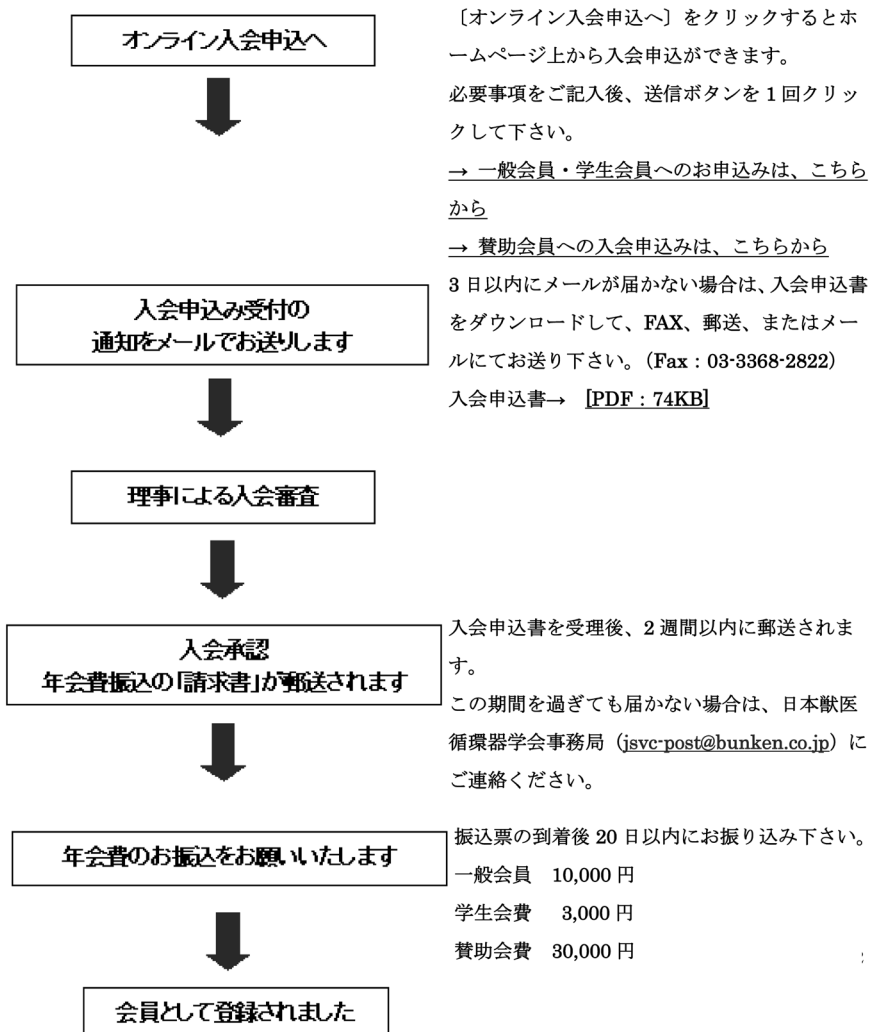 オンライン入会申込へ
〔オンライン入会申込へ〕をクリックするとホ
ームページ上から入会申込ができます。
必要事項をご記入後、送信ボタンを 1 回クリッ
クして下さい。
→ 一般会員・学生会員へのお申込みは、こちら
から
→ 賛助会員への入会申込みは、こちらから
入会申込み受付の
通知をメールでお送りします
3 日以内にメールが届かない場合は、入会申込書
をダウンロードして、FAX、郵送、またはメー
ルにてお送り下さい。（Fax：03-3368-2822）
入会申込書→ [PDF：74KB]
理事による入会審査
入会承認
年会費振込の「請求書」が郵送されます
入会申込書を受理後、2 週間以内に郵送されま
す。
この期間を過ぎても届かない場合は、日本獣医
循環器学会事務局（jsvc-post@bunken.co.jp）に
ご連絡ください。
年会費のお振込をお願いいたします
振込票の到着後 20 日以内にお振り込み下さい。
一般会員 10,000 円
学生会費 3,000 円
賛助会費 30,000 円
会員として登録されました